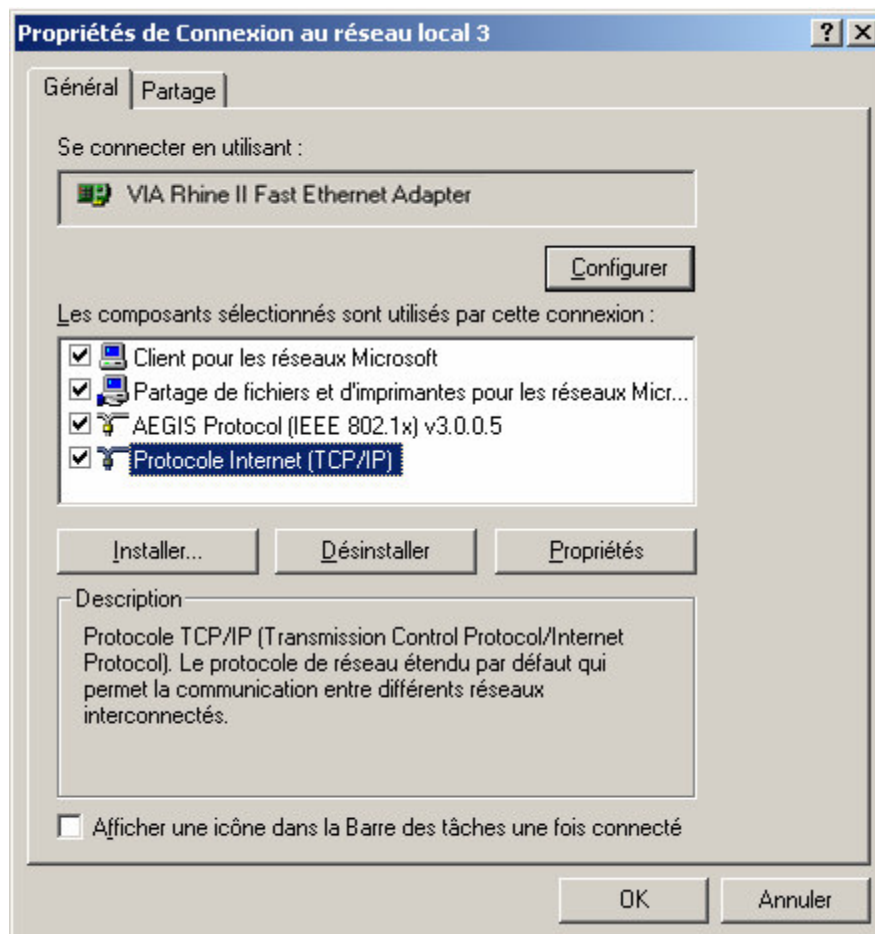 Propriétés de Connexion au réseau local 3
Général
Partage
Se connecter en utilisant :
VIA Rhine II Fast Ethernet Adapter
Configurer
Les composants sélectionnés sont utilisés par cette connexion :
Client pour les réseaux Microsoft
Partage de fichiers et d'imprimantes pour les réseaux Micr...
AEGIS Protocol (IEEE 802.1x) v3.0.0.5
Protocole Internet (TCP/IP)
Installer...
Désinstaller
Propriétés
Description
Protocole TCP/IP (Transmission Control Protocol/Internet
Protocol). Le protocole de réseau étendu par défaut qui
permet la communication entre différents réseaux
interconnectés.
Afficher une icône dans la Barre des tâches une fois connecté
OK
Annuler